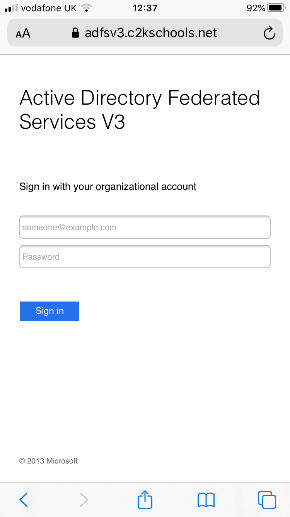 vodafone UK 12:37 92%
AA adfsv3.c2kschools.net
Active Directory Federated
Services V3
Sign in with your organizational account
someone@example.com
Password
Sign in
© 2013 Microsoft